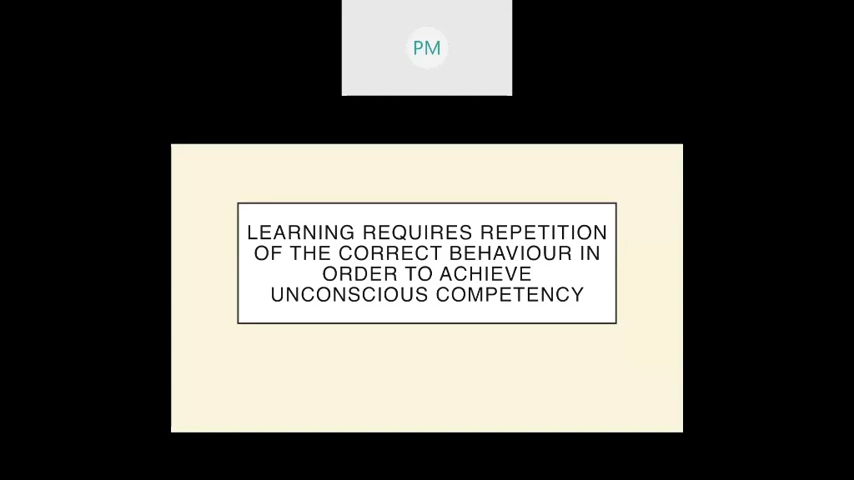 PM
LEARNING REQUIRES REPETITION
OF THE CORRECT BEHAVIOUR IN
ORDER TO ACHIEVE
UNCONSCIOUS COMPETENCY